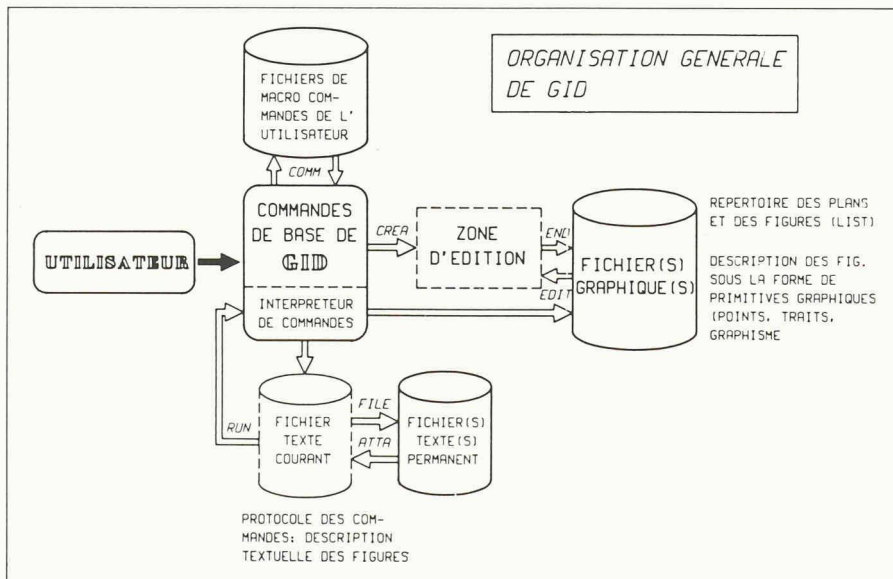 ORGANISATION GENERALE
DE GID
FICHIERS DE
MACRO COM-
MANDES DE L'
UTILISATEUR
COMM
COMMANDES
DE BASE DE
GID
INTERPRETEUR
DE COMMANDES
UTILISATEUR
CREA
ZONE
D'EDITION
END
EDIT
FICHIER(S)
GRAPHIQUE(S)
REPERTOIRE DES PLANS
ET DES FIGURES (LIST)
DESCRIPTION DES FIG.
SOUS LA FORME DE
PRIMITIVES GRAPHIQUES
(POINTS, TRAITS,
GRAPHISME
RUN
FICHIER
TEXTE
COURANT
FILE
ATTA
FICHIER(S)
TEXTE(S)
PERMANENT
PROTOCOLE DES COM-
MANDES: DESCRIPTION
TEXTUELLE DES FIGURES